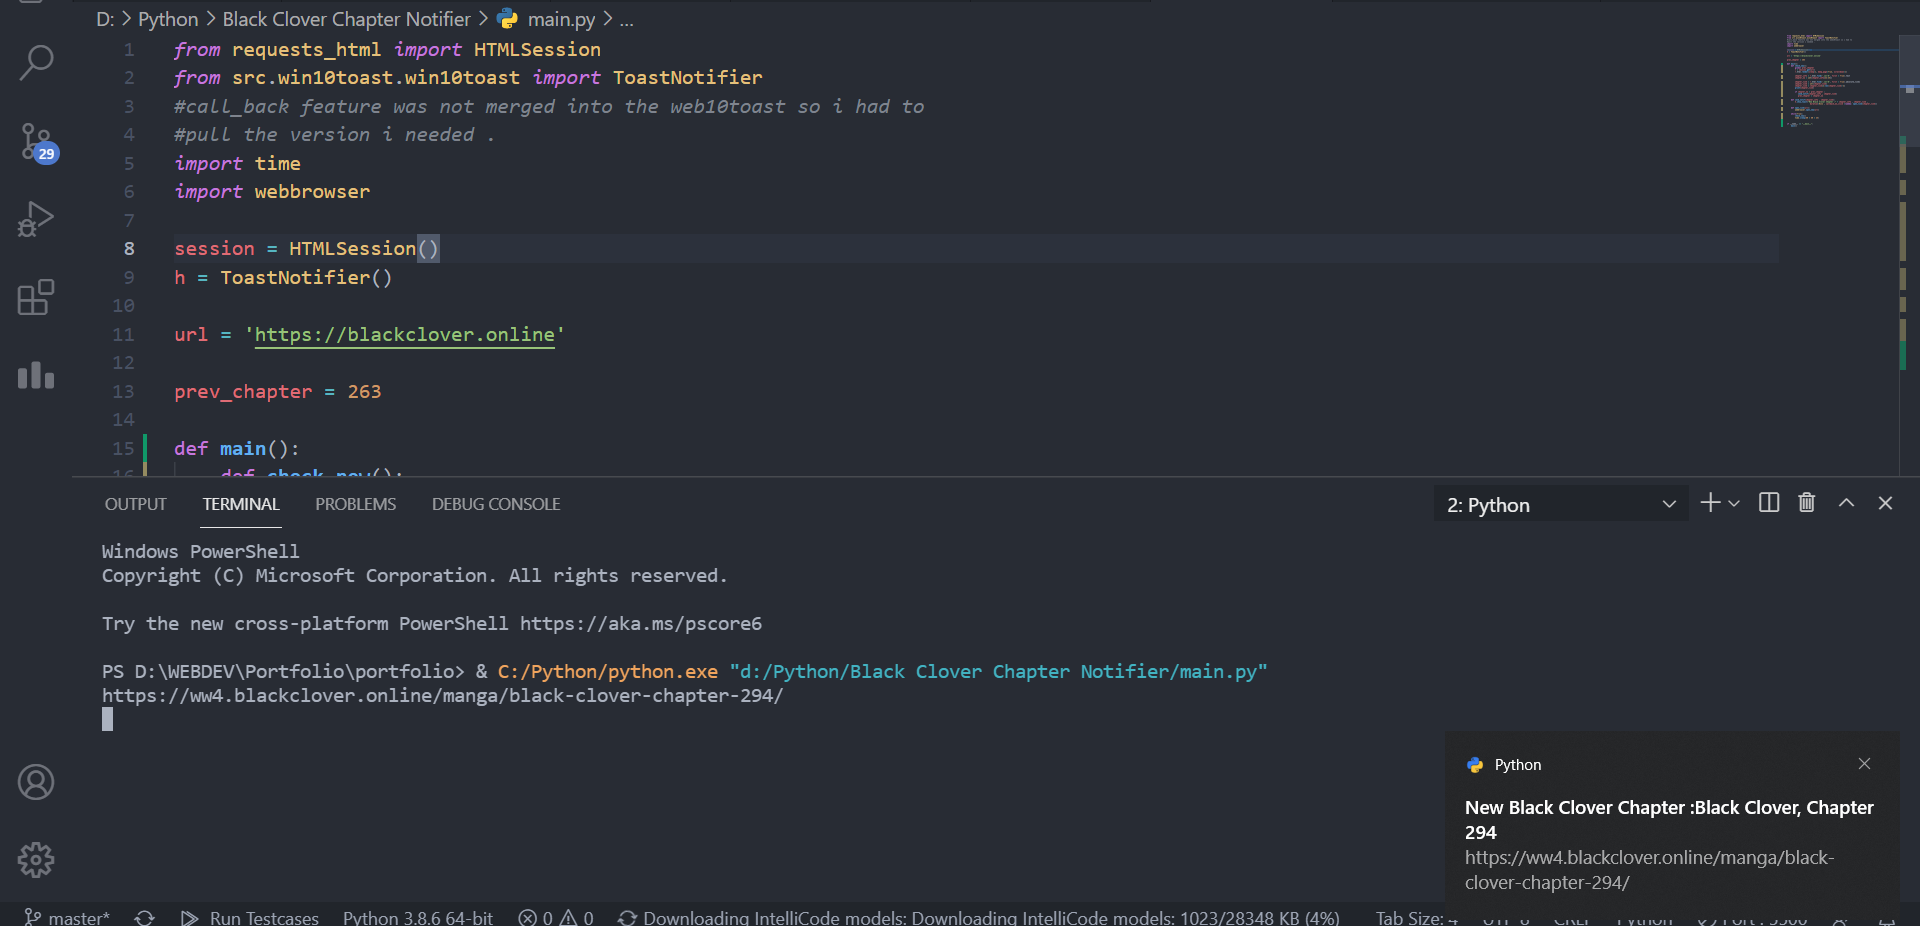 D: > Python > Black Clover Chapter Notifier > main.py > ...
1 from requests_html import HTMLSession
2 from src.win10toast.win10toast import ToastNotifier
3 #call_back feature was not merged into the web10toast so i had to
4 #pull the version i needed .
5 import time
6 import webbrowser
7
8 session = HTMLSession()
9 h = ToastNotifier()
10
11 url = 'https://blackclover.online'
12
13 prev_chapter = 263
14
15 def main():
16 def check_new():
29
OUTPUT TERMINAL PROBLEMS DEBUG CONSOLE 2: Python
Windows PowerShell
Copyright (C) Microsoft Corporation. All rights reserved.
Try the new cross-platform PowerShell https://aka.ms/pscore6
PS D:\WEBDEV\Portfolio\portfolio> & C:/Python/python.exe "d:/Python/Black Clover Chapter Notifier/main.py"
https://ww4.blackclover.online/manga/black-clover-chapter-294/
Python
New Black Clover Chapter :Black Clover, Chapter
294
https://ww4.blackclover.online/manga/black-
clover-chapter-294/
master* Run Testcases Python 3.8.6 64-bit 0 0 Downloading IntelliCode models: Downloading IntelliCode models: 1023/28348 KB (4%) Tab Size: 4 UTF-8 CRLF Python Port : 5500